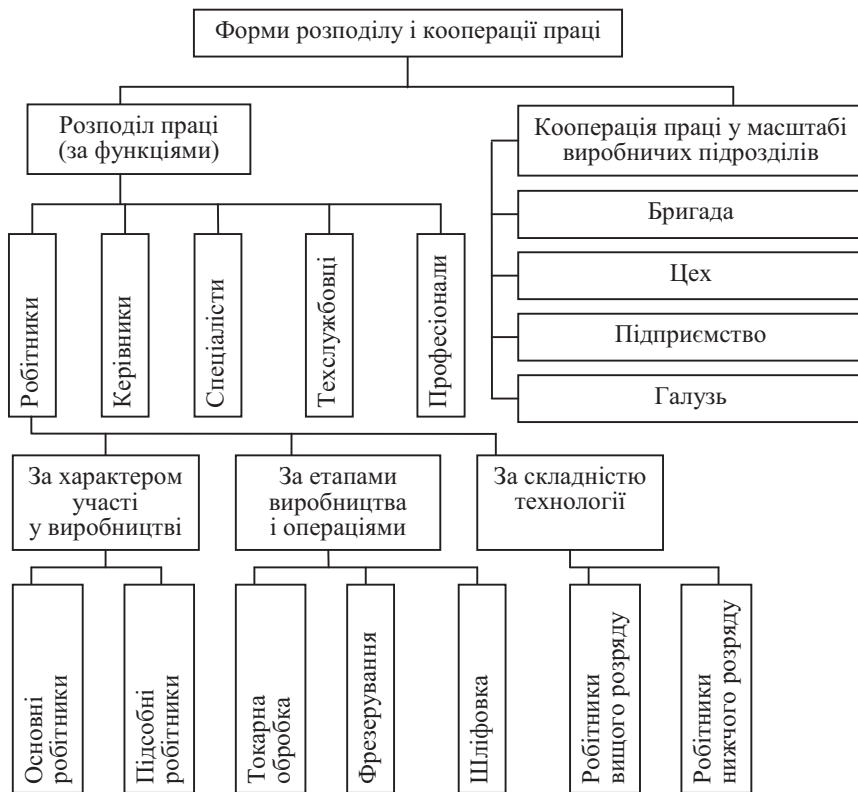 Форми розподілу і кооперації праці
Розподіл праці
(за функціями)
Кооперація праці у масштабі
виробничих підрозділів
Бригада
Цех
Підприємство
Галузь
Робітники
Керівники
Спеціалісти
Техслужбовці
Професіонали
За характером
участі
у виробництві
За етапами
виробництва
і операціями
За складністю
технології
Основні
робітники
Підсобні
робітники
Токарна
обробка
Фрезерування
Шліфовка
Робітники
вищого розряду
Робітники
нижчого розряду